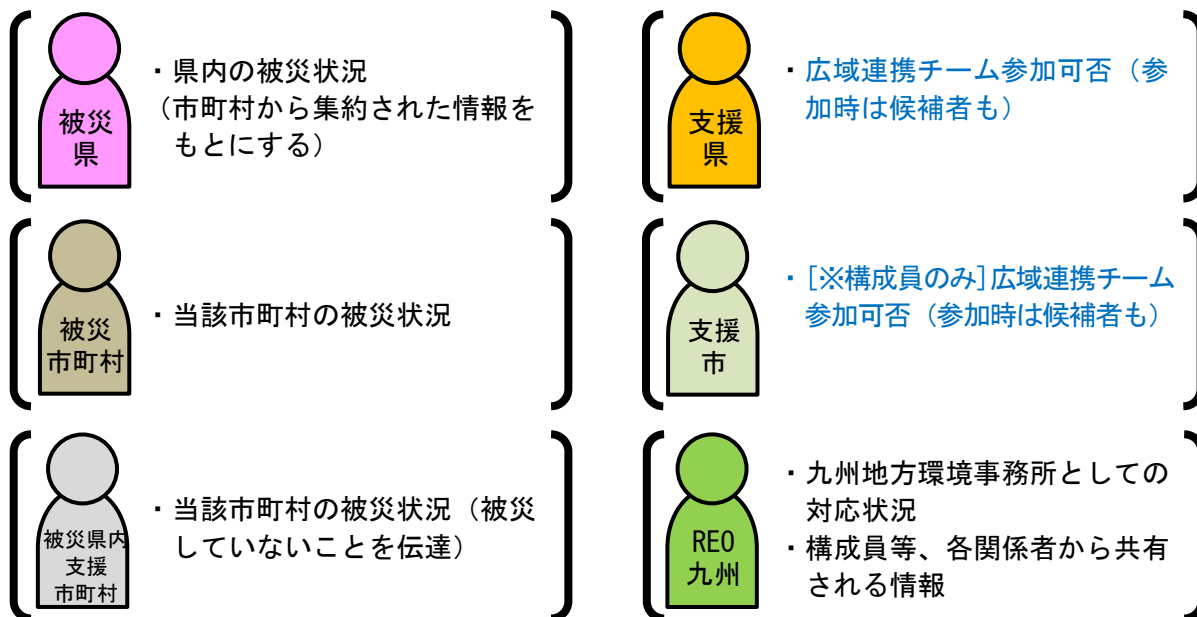 被災
県
・県内の被災状況
（市町村から集約された情報を
もとにする）
支援
県
・広域連携チーム参加可否（参
加時は候補者も）
被災
市町村
・当該市町村の被災状況
支援
市
・[※構成員のみ]広域連携チーム
参加可否（参加時は候補者も）
被災県内
支援
市町村
・当該市町村の被災状況（被災
していないことを伝達）
REO
九州
・九州地方環境事務所としての
対応状況
・構成員等、各関係者から共有
される情報